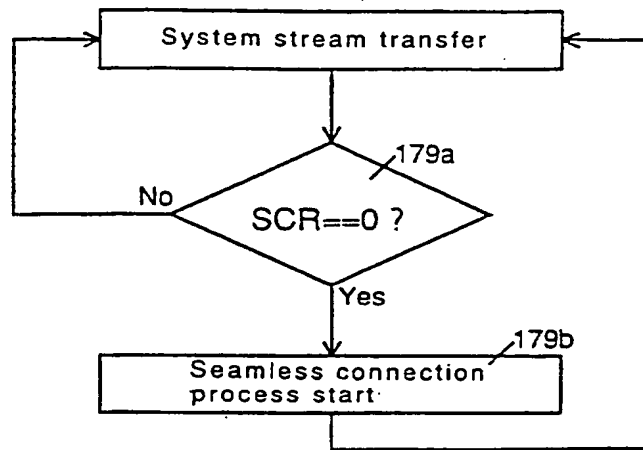 System stream transfer
179a
No
SCR==0 ?
Yes
179b
Seamless connection
process start